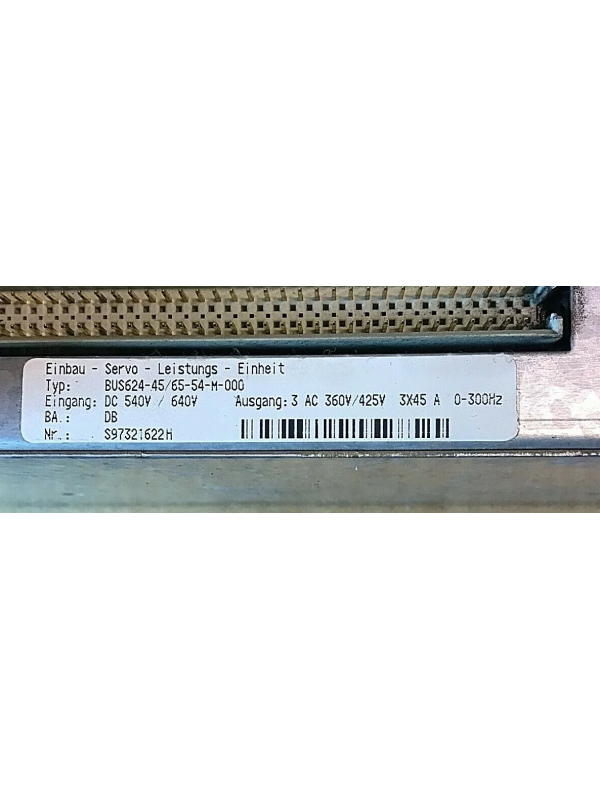 Einbau - Servo - Leistungs - Einheit
Typ: BUS624-45/65-54-M-000
Eingang: DC 540V / 640V Ausgang: 3 AC 360V/425V 3X45 A 0-300Hz
BA.: DB
Nr.: S97321622H